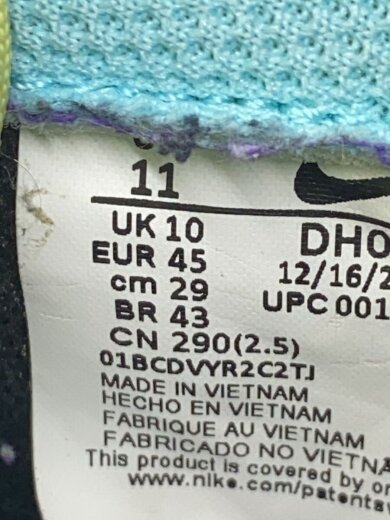 11
UK 10
EUR 45
cm 29
BR 43
CN 290(2.5)
DHO
12/16/2
UPC 001
01BCDVYR2C2TJ
MADE IN VIETNAM
HECHO EN VIETNAM
FABRIQUE AU VIETNAM
FABRICADO NO VIETNA
This product is covered by
www.nike.com/patents